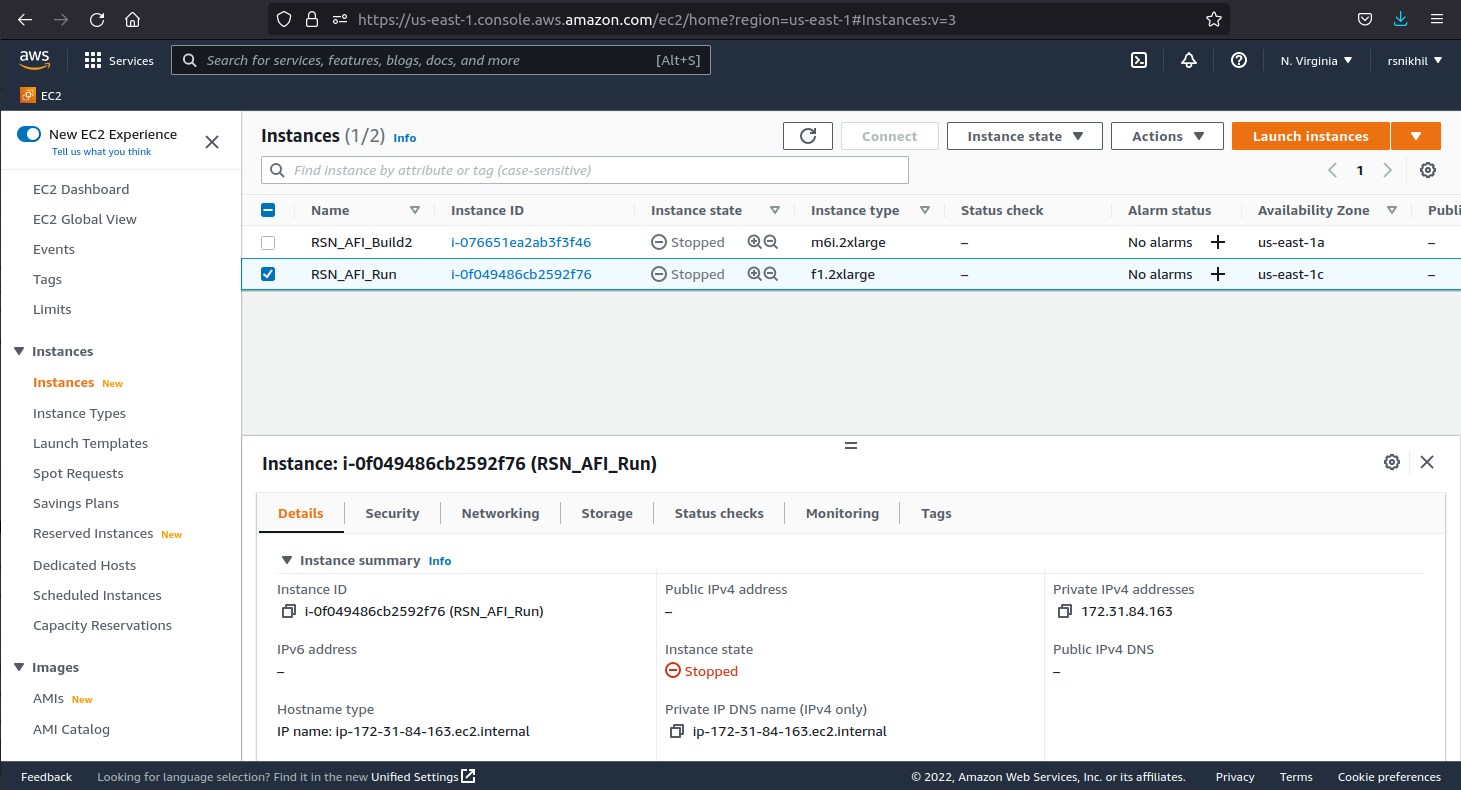 https://us-east-1.console.aws.amazon.com/ec2/home?region=us-east-1#Instances:v=3
aws Services Search for services, features, blogs, docs, and more [Alt+S] N. Virginia rsnikhil
EC2
New EC2 Experience
Tell us what you think
EC2 Dashboard
EC2 Global View
Events
Tags
Limits
Instances
Instances New
Instance Types
Launch Templates
Spot Requests
Savings Plans
Reserved Instances New
Dedicated Hosts
Scheduled Instances
Capacity Reservations
Images
AMIs New
AMI Catalog
Instances (1/2) Info Connect Instance state Actions Launch instances
Find instance by attribute or tag (case-sensitive) 1
Name Instance ID Instance state Instance type Status check Alarm status Availability Zone Publi
RSN_AFI_Build2 i-076651ea2ab3f3f46 Stopped m6i.2xlarge – No alarms + us-east-1a –
RSN_AFI_Run i-0f049486cb2592f76 Stopped f1.2xlarge – No alarms + us-east-1c –
Instance: i-0f049486cb2592f76 (RSN_AFI_Run)
Details Security Networking Storage Status checks Monitoring Tags
Instance summary Info
Instance ID Public IPv4 address Private IPv4 addresses
i-0f049486cb2592f76 (RSN_AFI_Run) – 172.31.84.163
IPv6 address Instance state Public IPv4 DNS
– Stopped –
Hostname type Private IP DNS name (IPv4 only)
IP name: ip-172-31-84-163.ec2.internal ip-172-31-84-163.ec2.internal
Feedback Looking for language selection? Find it in the new Unified Settings © 2022, Amazon Web Services, Inc. or its affiliates. Privacy Terms Cookie preferences